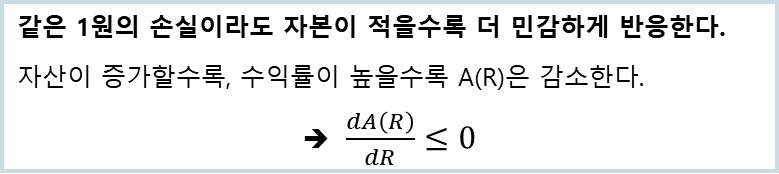 같은 1원의 손실이라도 자본이 적을수록 더 민감하게 반응한다.
자산이 증가할수록, 수익률이 높을수록 A(R)은 감소한다.
➔ dA(R)/dR ≤ 0